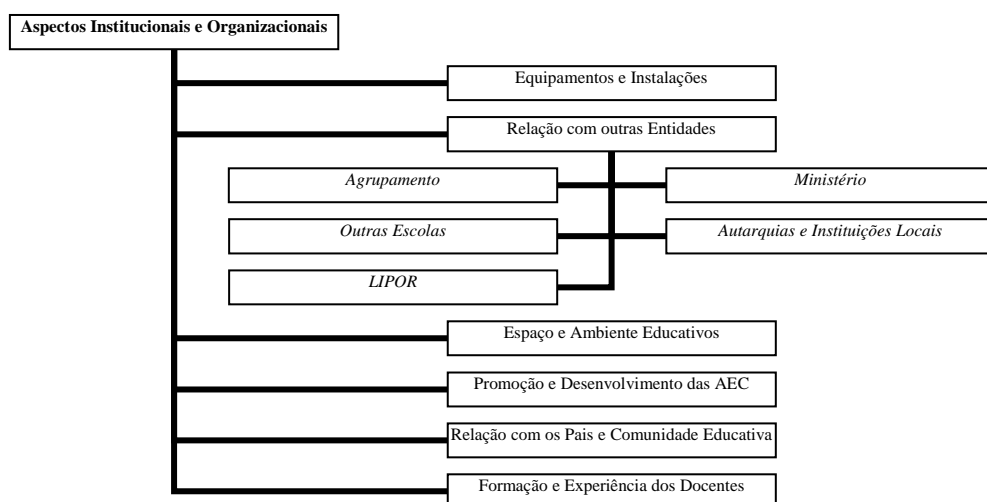 Aspectos Institucionais e Organizacionais
Equipamentos e Instalações
Relação com outras Entidades
Agrupamento
Ministério
Outras Escolas
Autarquias e Instituições Locais
LIPOR
Espaço e Ambiente Educativos
Promoção e Desenvolvimento das AEC
Relação com os Pais e Comunidade Educativa
Formação e Experiência dos Docentes